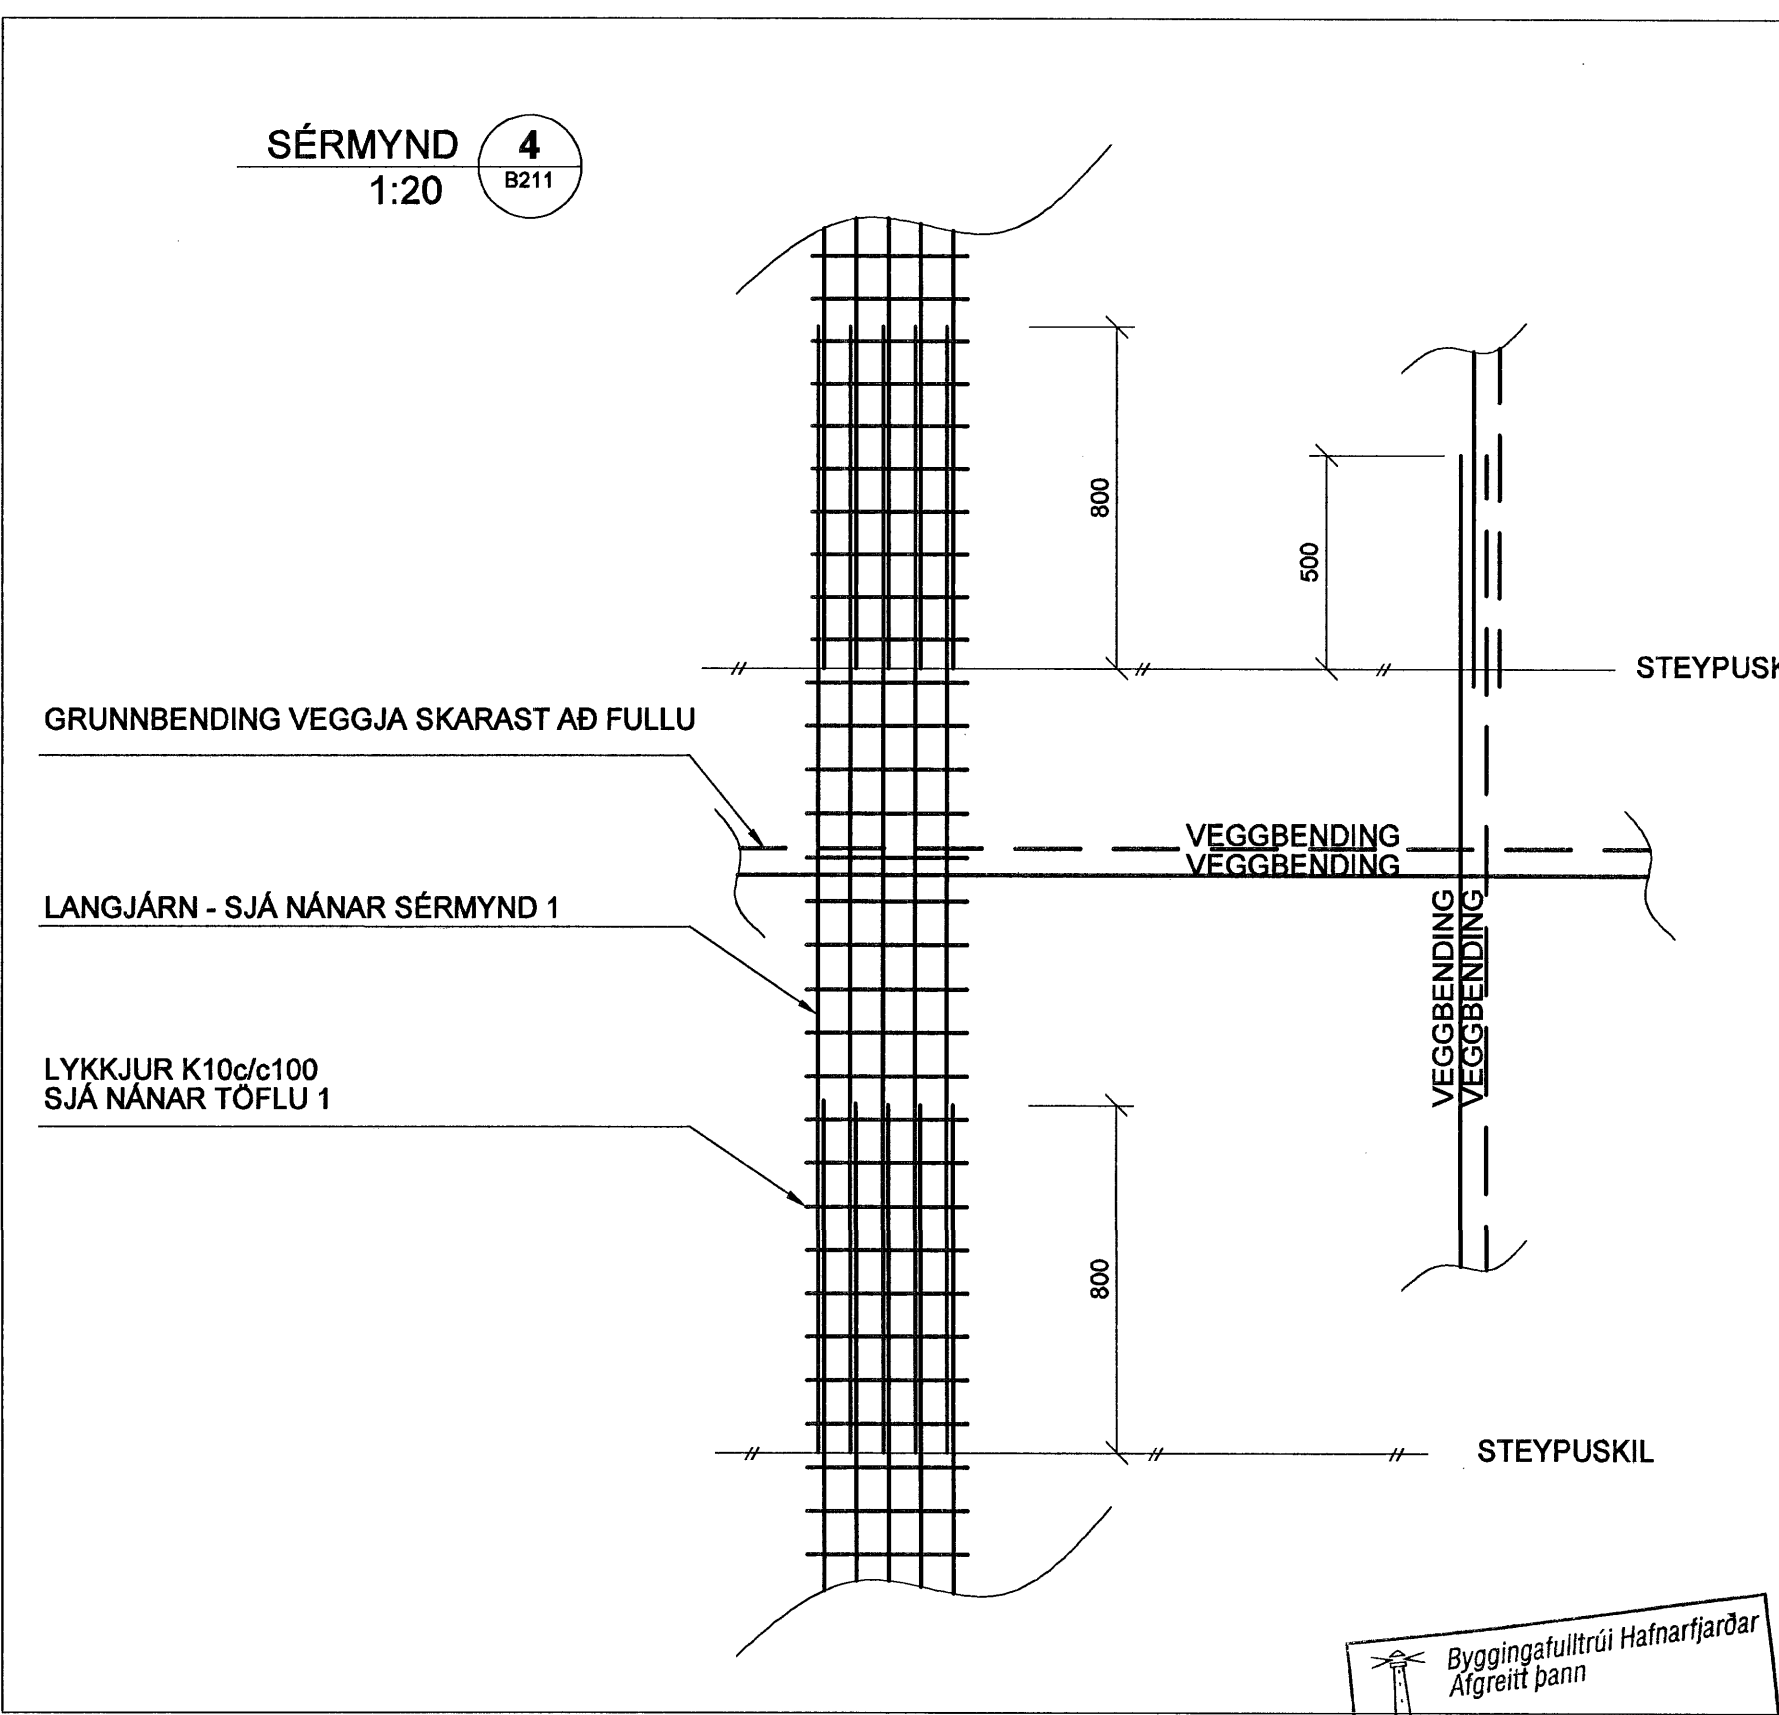 SÉRMYND 4
1:20 B211
800
500
STEYPUSK
GRUNNBENDING VEGGJA SKARAST AÐ FULLU
VEGGBENDING
VEGGBENDING
LANGJÁRN - SJÁ NÁNAR SÉRMYND 1
VEGGBENDING
VEGGBENDING
LYKKJUR K10c/c100
SJÁ NÁNAR TÖFLU 1
800
STEYPUSKIL
Byggingafulltrúi Hafnarfjarðar
Afgreitt þann